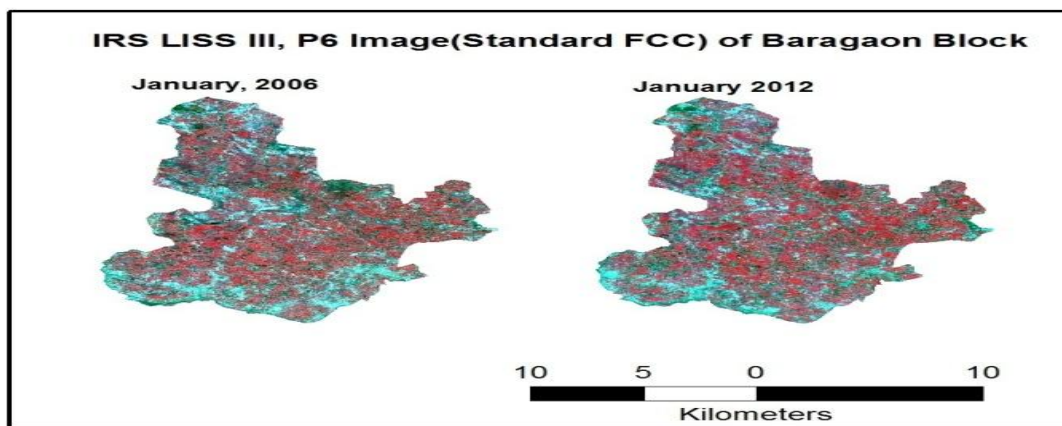 IRS LISS III, P6 Image(Standard FCC) of Baragaon Block
January, 2006
January 2012
10 5 0 10
Kilometers